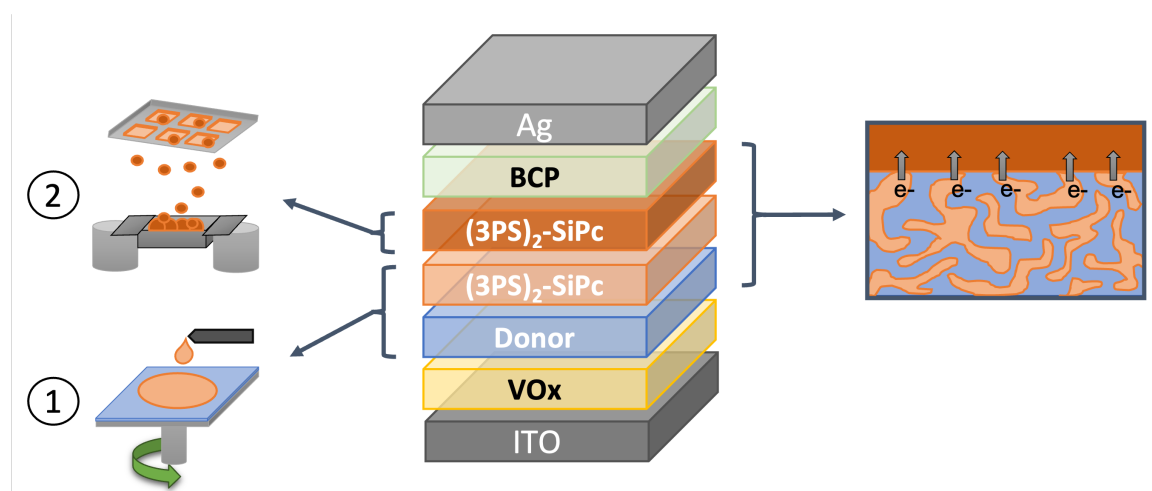 2
1
Ag
BCP
(3PS)₂-SiPc
(3PS)₂-SiPc
Donor
VOx
ITO
e- e- e- e- e-